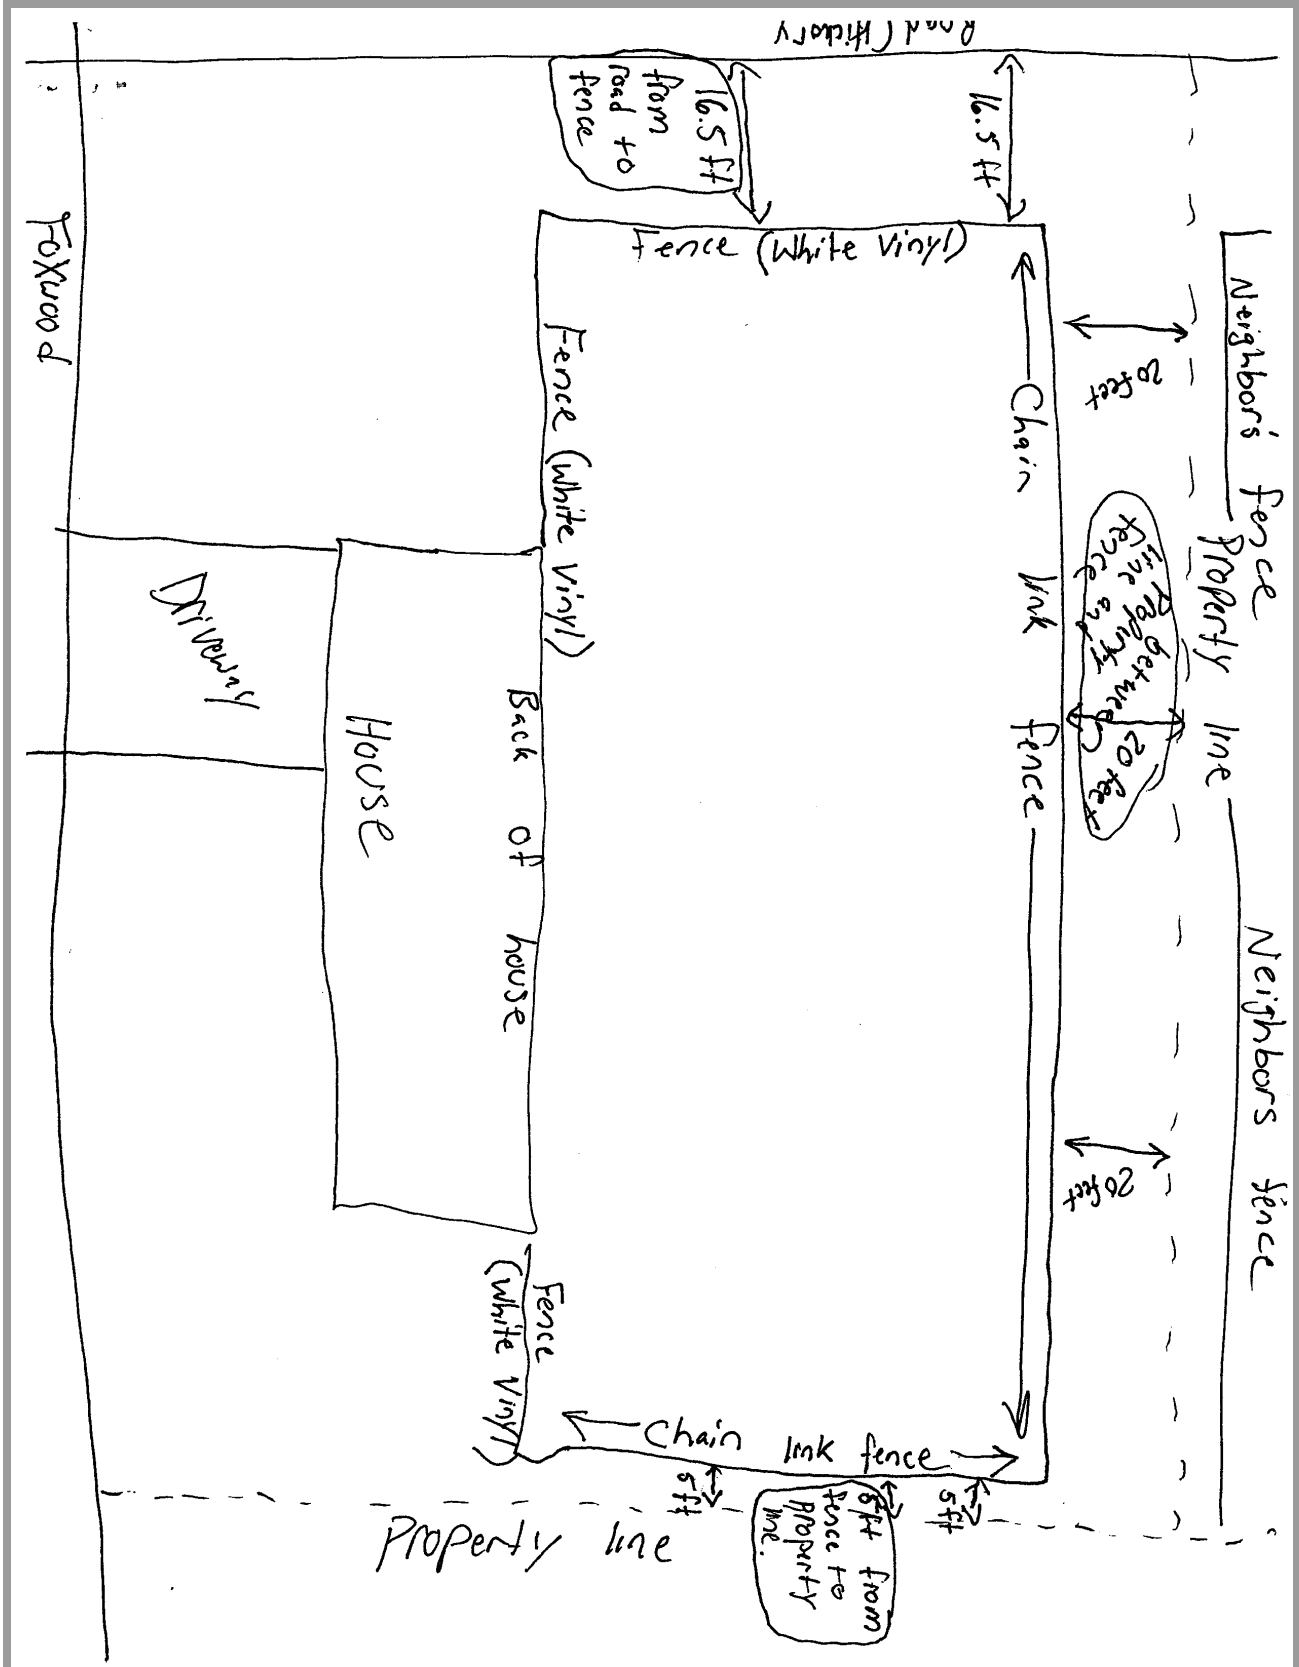 Road (Hickory
16.5 ft
from
road to
fence
16.5 ft
Fence (White Vinyl)
Foxwood
Fence (White Vinyl)
Chain link fence
20 feet
Neighbor's fence
Property line
20 feet
between
Property
line and
fence
Driveway
House
Back of house
Neighbors fence
20 feet
Fence
(White Vinyl)
Chain link fence
5 ft
5 ft
5 ft from
fence to
Property
line.
Property line